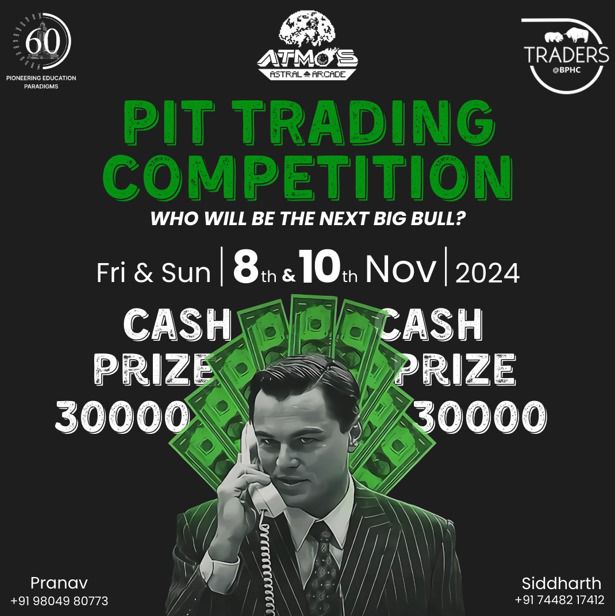 60
PIONEERING EDUCATION
PARADIGMS
ATMOS
ASTRAL ARCADE
TRADERS
@BPHC
PIT TRADING
COMPETITION
WHO WILL BE THE NEXT BIG BULL?
Fri & Sun | 8th & 10th Nov | 2024
CASH CASH
PRIZE PRIZE
30000 30000
Pranav
+91 98049 80773
Siddharth
+91 74482 17412